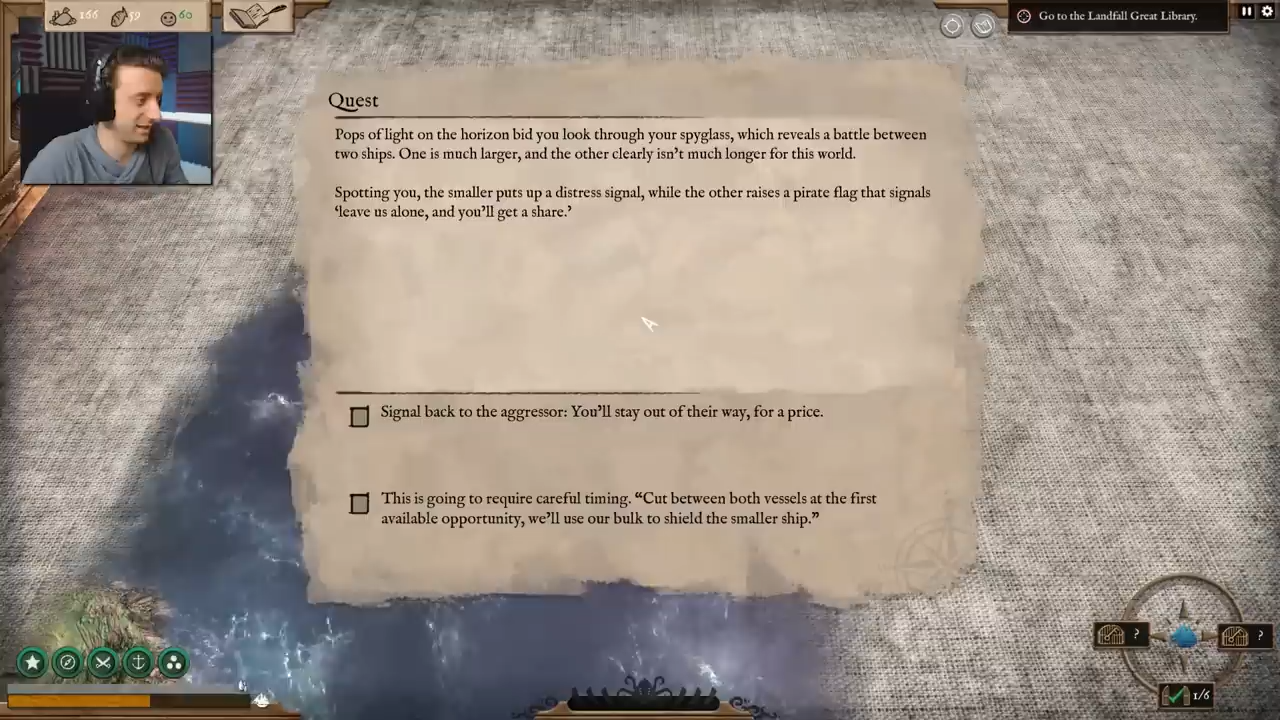 166 59 60
Go to the Landfall Great Library.
Quest
Pops of light on the horizon bid you look through your spyglass, which reveals a battle between
two ships. One is much larger, and the other clearly isn't much longer for this world.
Spotting you, the smaller puts up a distress signal, while the other raises a pirate flag that signals
‘leave us alone, and you'll get a share.’
Signal back to the aggressor: You'll stay out of their way, for a price.
This is going to require careful timing. “Cut between both vessels at the first
available opportunity, we'll use our bulk to shield the smaller ship.”
? ?
1/6